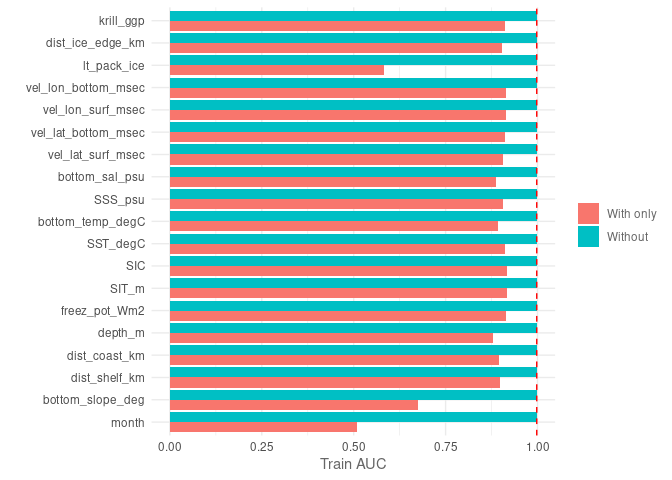 krill_ggp
dist_ice_edge_km
lt_pack_ice
vel_lon_bottom_msec
vel_lon_surf_msec
vel_lat_bottom_msec
vel_lat_surf_msec
bottom_sal_psu
SSS_psu
bottom_temp_degC
SST_degC
SIC
SIT_m
freez_pot_Wm2
depth_m
dist_coast_km
dist_shelf_km
bottom_slope_deg
month
0.00 0.25 0.50 0.75 1.00
Train AUC
With only
Without